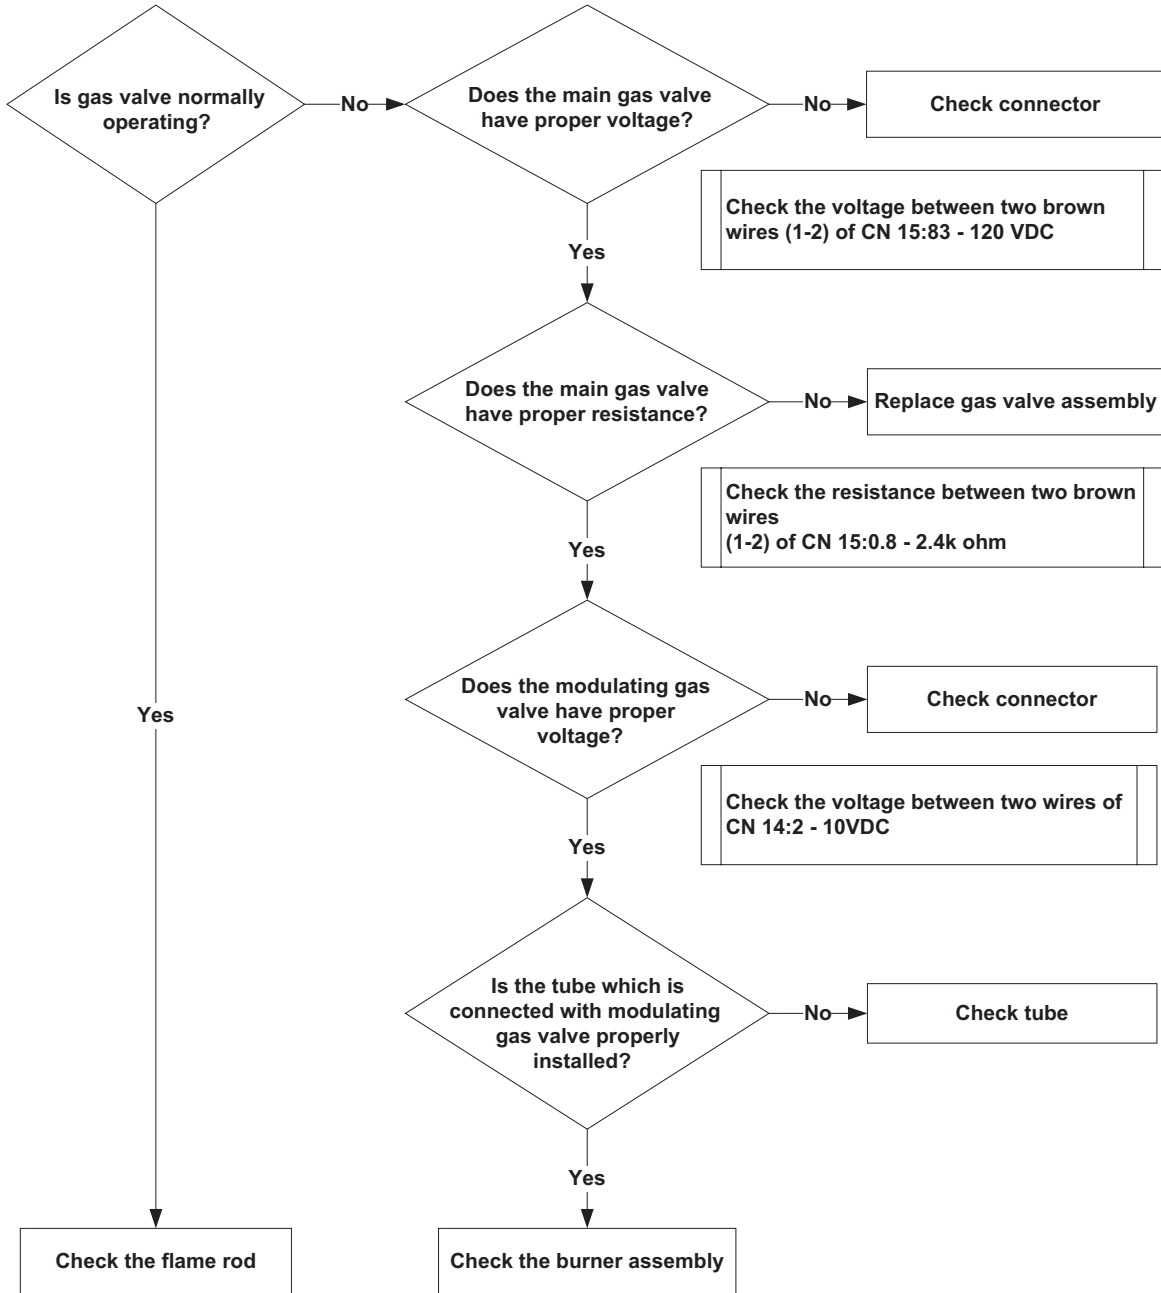 Is gas valve normally
operating?
No
Does the main gas valve
have proper voltage?
No
Check connector
Check the voltage between two brown
wires (1-2) of CN 15:83 - 120 VDC
Yes
Does the main gas valve
have proper resistance?
No
Replace gas valve assembly
Check the resistance between two brown
wires
(1-2) of CN 15:0.8 - 2.4k ohm
Yes
Does the modulating gas
valve have proper
voltage?
No
Check connector
Yes
Check the voltage between two wires of
CN 14:2 - 10VDC
Yes
Is the tube which is
connected with modulating
gas valve properly
installed?
No
Check tube
Yes
Check the flame rod
Check the burner assembly